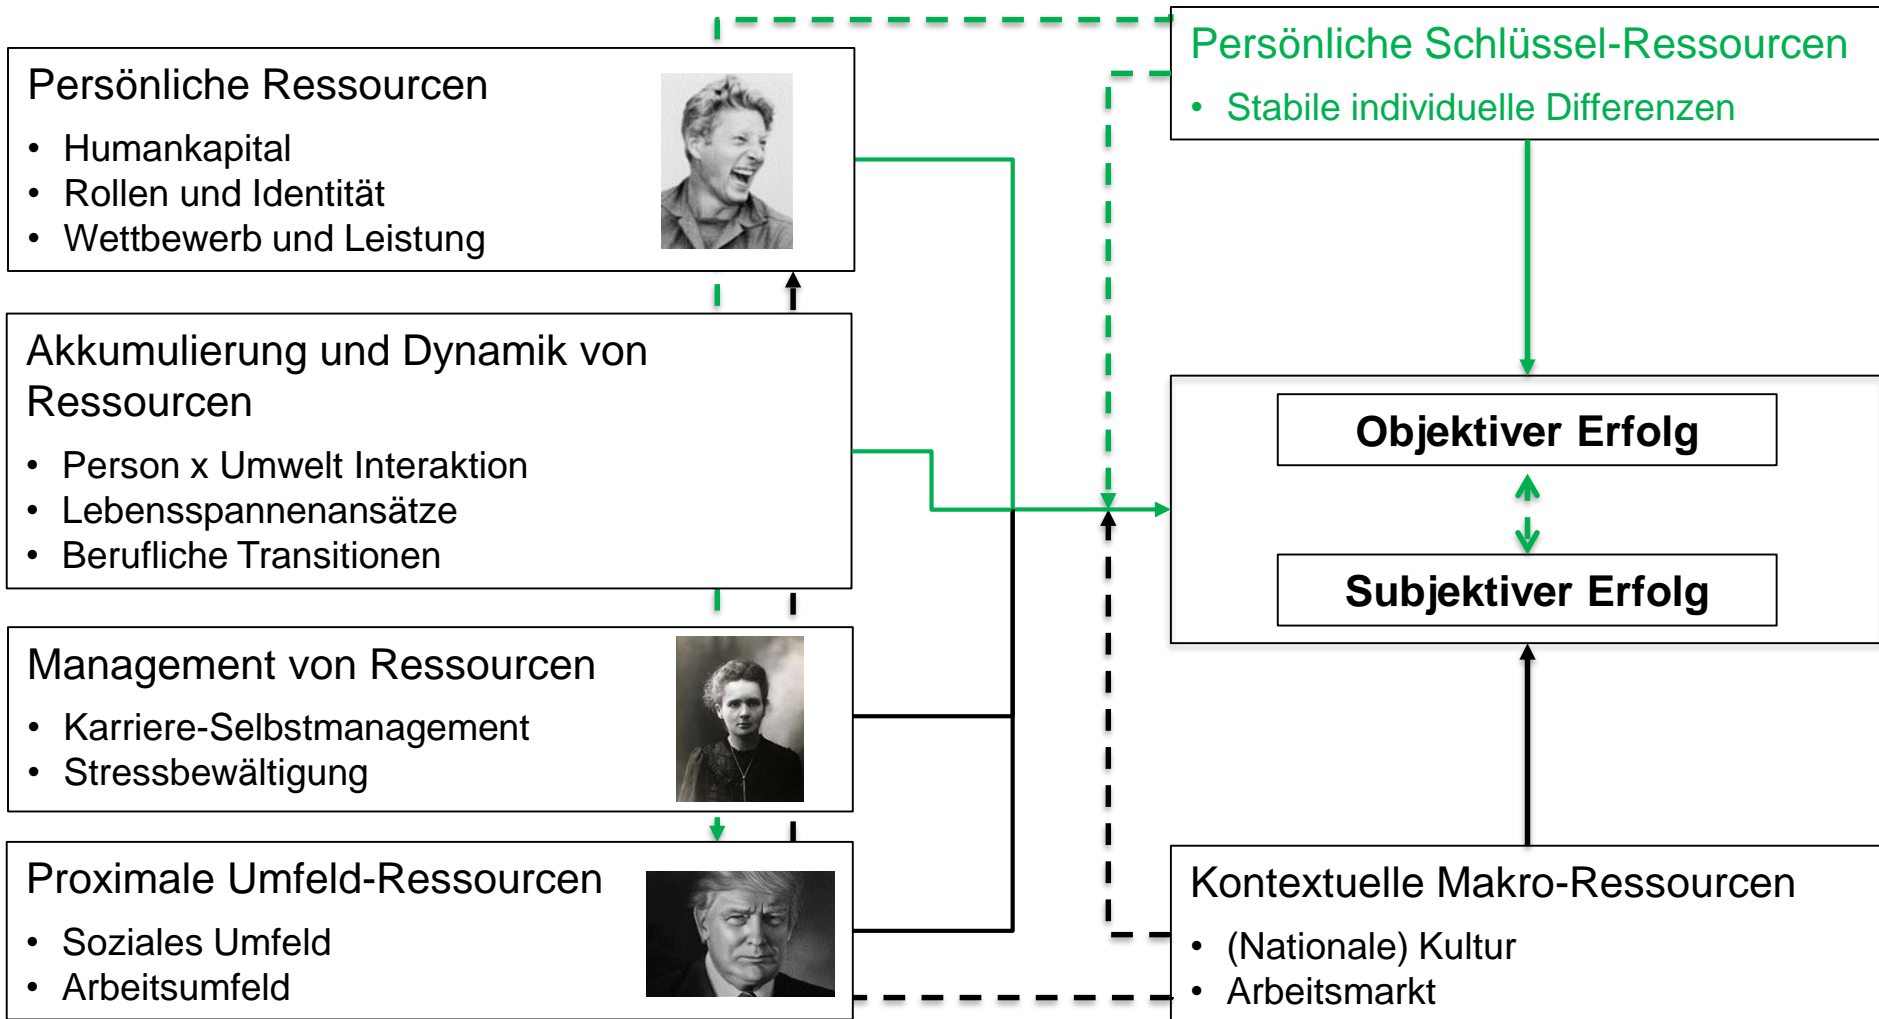 Persönliche Ressourcen
• Humankapital
• Rollen und Identität
• Wettbewerb und Leistung
Akkumulierung und Dynamik von
Ressourcen
• Person x Umwelt Interaktion
• Lebensspannenansätze
• Berufliche Transitionen
Management von Ressourcen
• Karriere-Selbstmanagement
• Stressbewältigung
Proximale Umfeld-Ressourcen
• Soziales Umfeld
• Arbeitsumfeld
Persönliche Schlüssel-Ressourcen
• Stabile individuelle Differenzen
Objektiver Erfolg
Subjektiver Erfolg
Kontextuelle Makro-Ressourcen
• (Nationale) Kultur
• Arbeitsmarkt